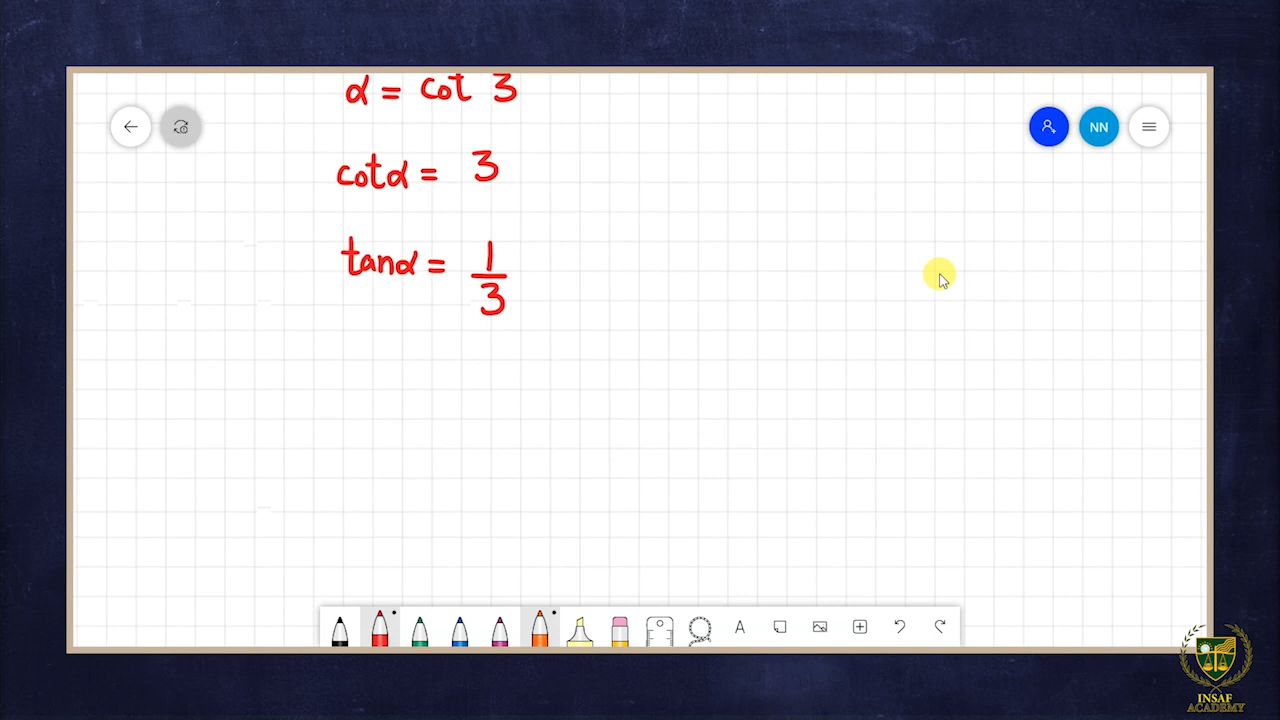 α = cot 3
cotα = 3
tanα = 1/3
NN
A
INSAF
ACADEMY